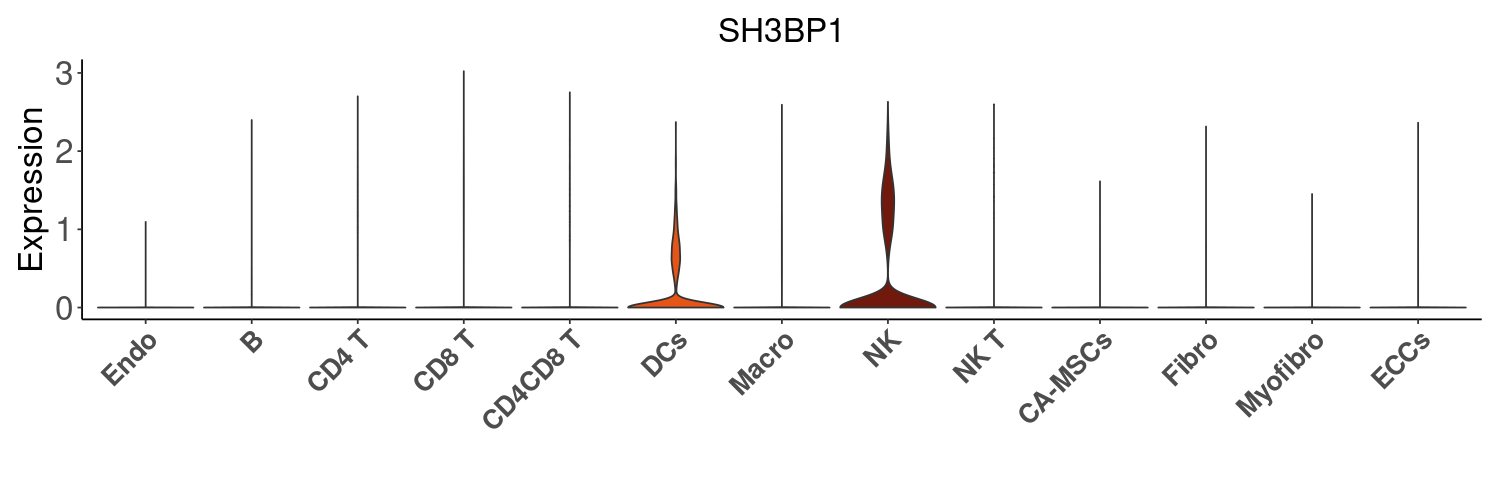 SH3BP1
Expression
3
2
1
0
Endo
B
CD4 T
CD8 T
CD4CD8 T
DCs
Macro
NK
NK T
CA-MSCs
Fibro
Myofibro
ECCs